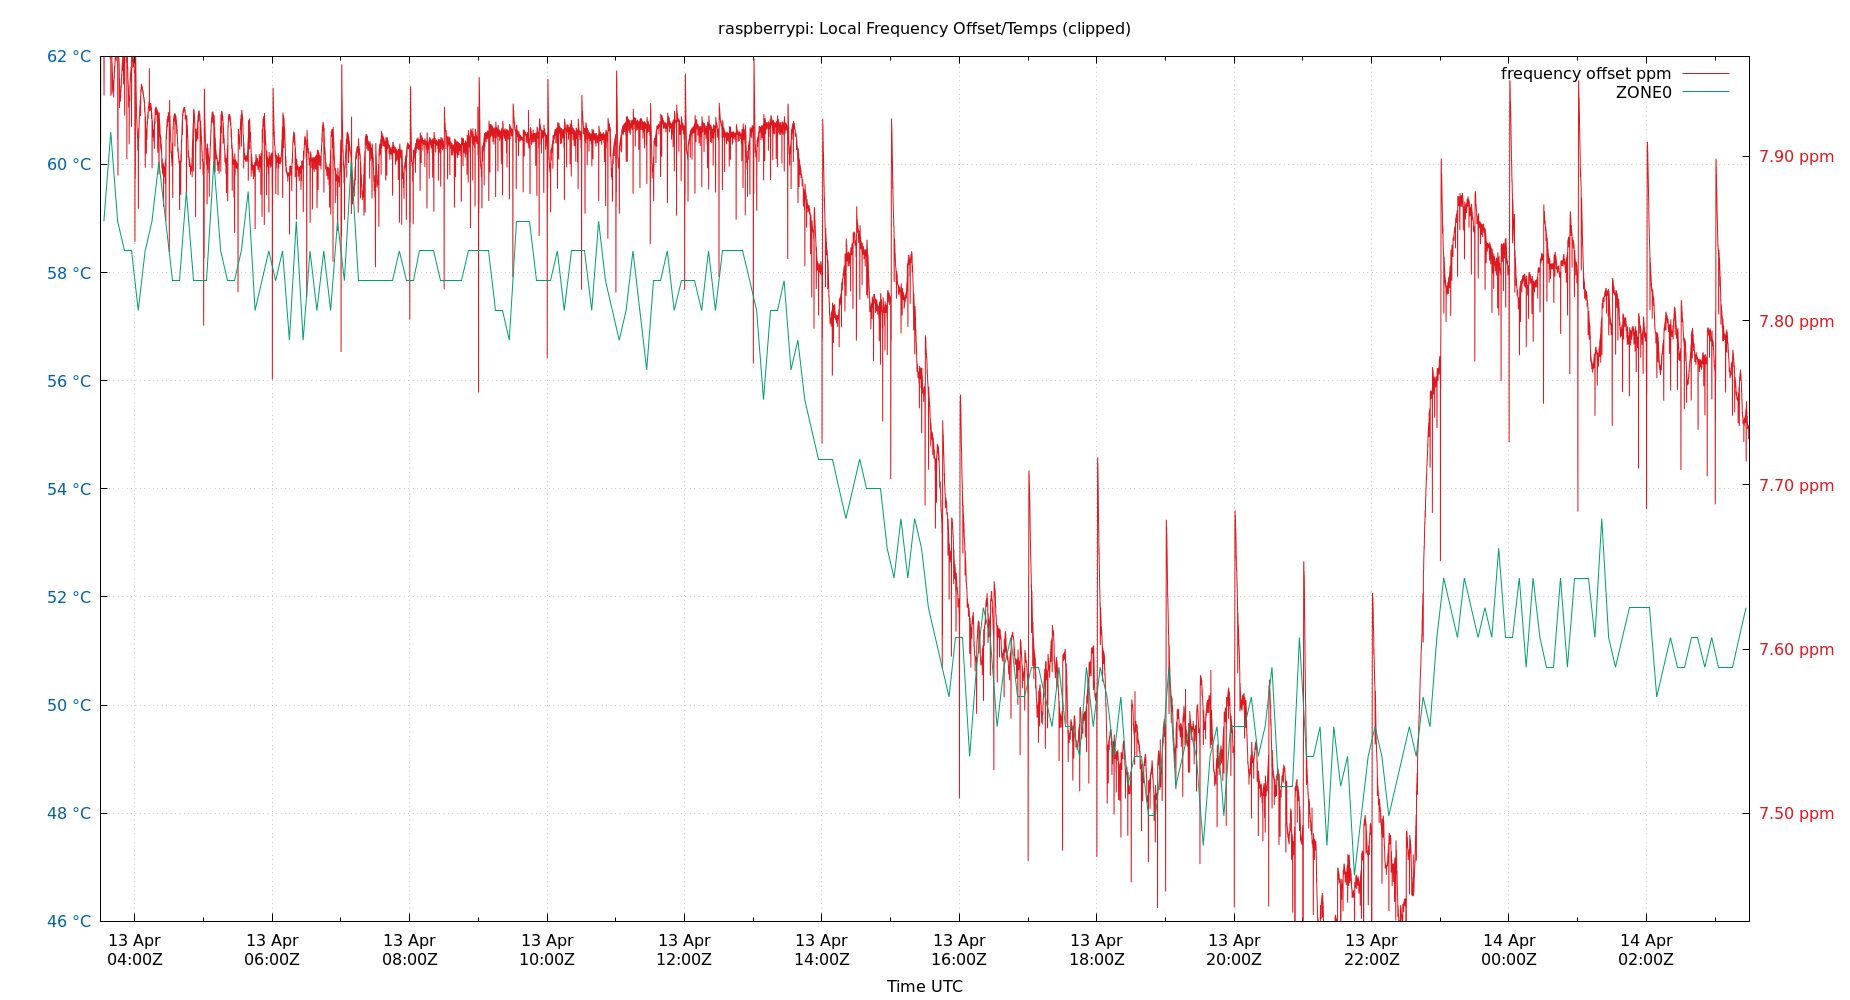 raspberrypi: Local Frequency Offset/Temps (clipped)
frequency offset ppm
ZONE0
62 °C
60 °C
58 °C
56 °C
54 °C
52 °C
50 °C
48 °C
46 °C
7.90 ppm
7.80 ppm
7.70 ppm
7.60 ppm
7.50 ppm
13 Apr 13 Apr 13 Apr 13 Apr 13 Apr 13 Apr 13 Apr 13 Apr 13 Apr 13 Apr 14 Apr 14 Apr
04:00Z 06:00Z 08:00Z 10:00Z 12:00Z 14:00Z 16:00Z 18:00Z 20:00Z 22:00Z 00:00Z 02:00Z
Time UTC